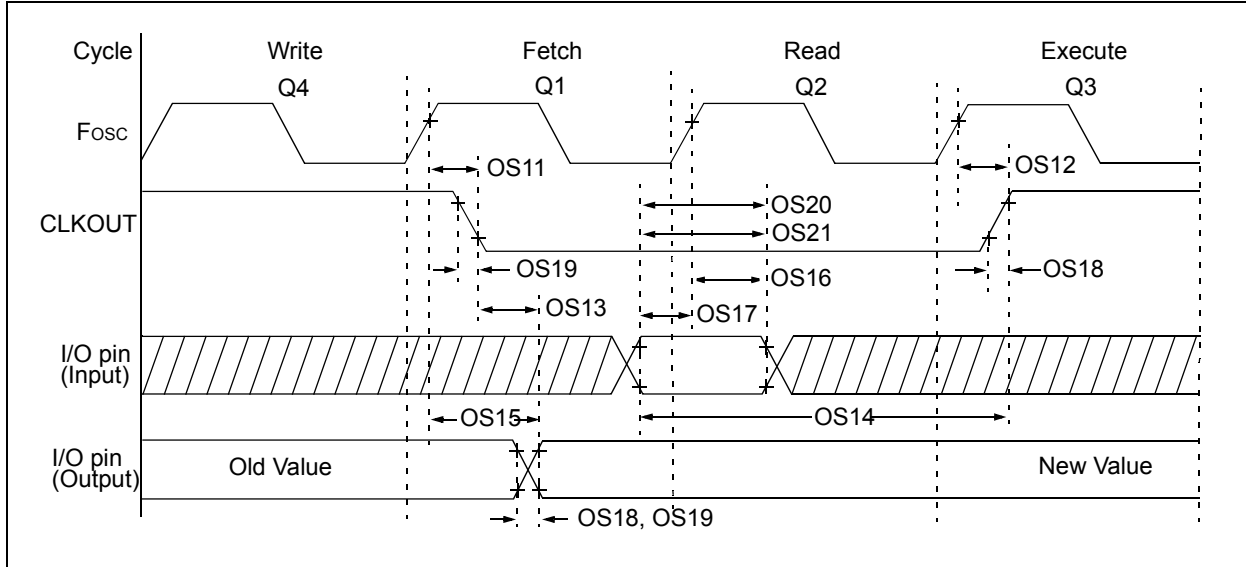 Cycle Write Fetch Read Execute
Q4 Q1 Q2 Q3
FOSC
OS11 OS12
CLKOUT
OS20
OS21
OS19 OS16 OS18
OS13 OS17
I/O pin
(Input)
OS15 OS14
I/O pin
(Output)
Old Value New Value
OS18, OS19